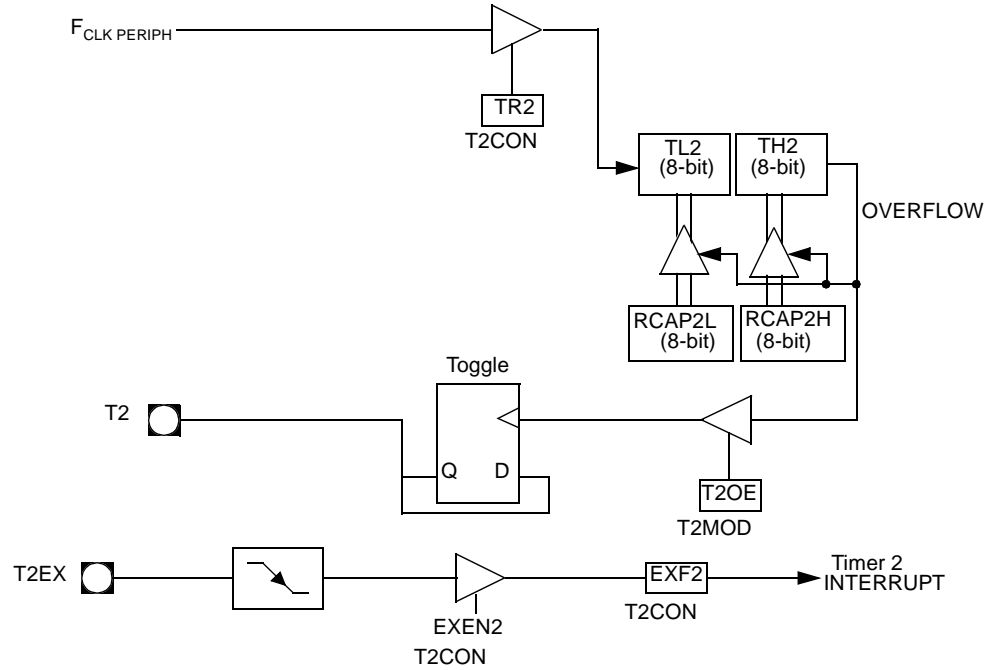 FCLK PERIPH
TR2
T2CON
TL2
(8-bit)
TH2
(8-bit)
OVERFLOW
RCAP2L
(8-bit)
RCAP2H
(8-bit)
Toggle
T2
Q D
T2OE
T2MOD
T2EX
EXEN2
T2CON
EXF2
T2CON
Timer 2
INTERRUPT